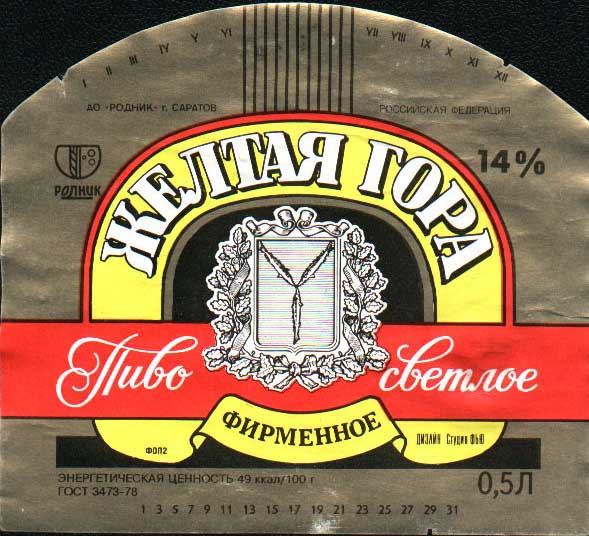 I II III IV V VI VII VIII IX X XI XII
АО «РОДНИК» г. САРАТОВ
РОССИЙСКАЯ ФЕДЕРАЦИЯ
РОДНИК
14%
ЖЕЛТАЯ ГОРА
Пиво светлое
ФИРМЕННОЕ
ФОП2
ДИЗАЙН Студия ФЬЮ
ЭНЕРГЕТИЧЕСКАЯ ЦЕННОСТЬ 49 ккал/100 г
ГОСТ 3473-78
0,5Л
1 3 5 7 9 11 13 15 17 19 21 23 25 27 29 31